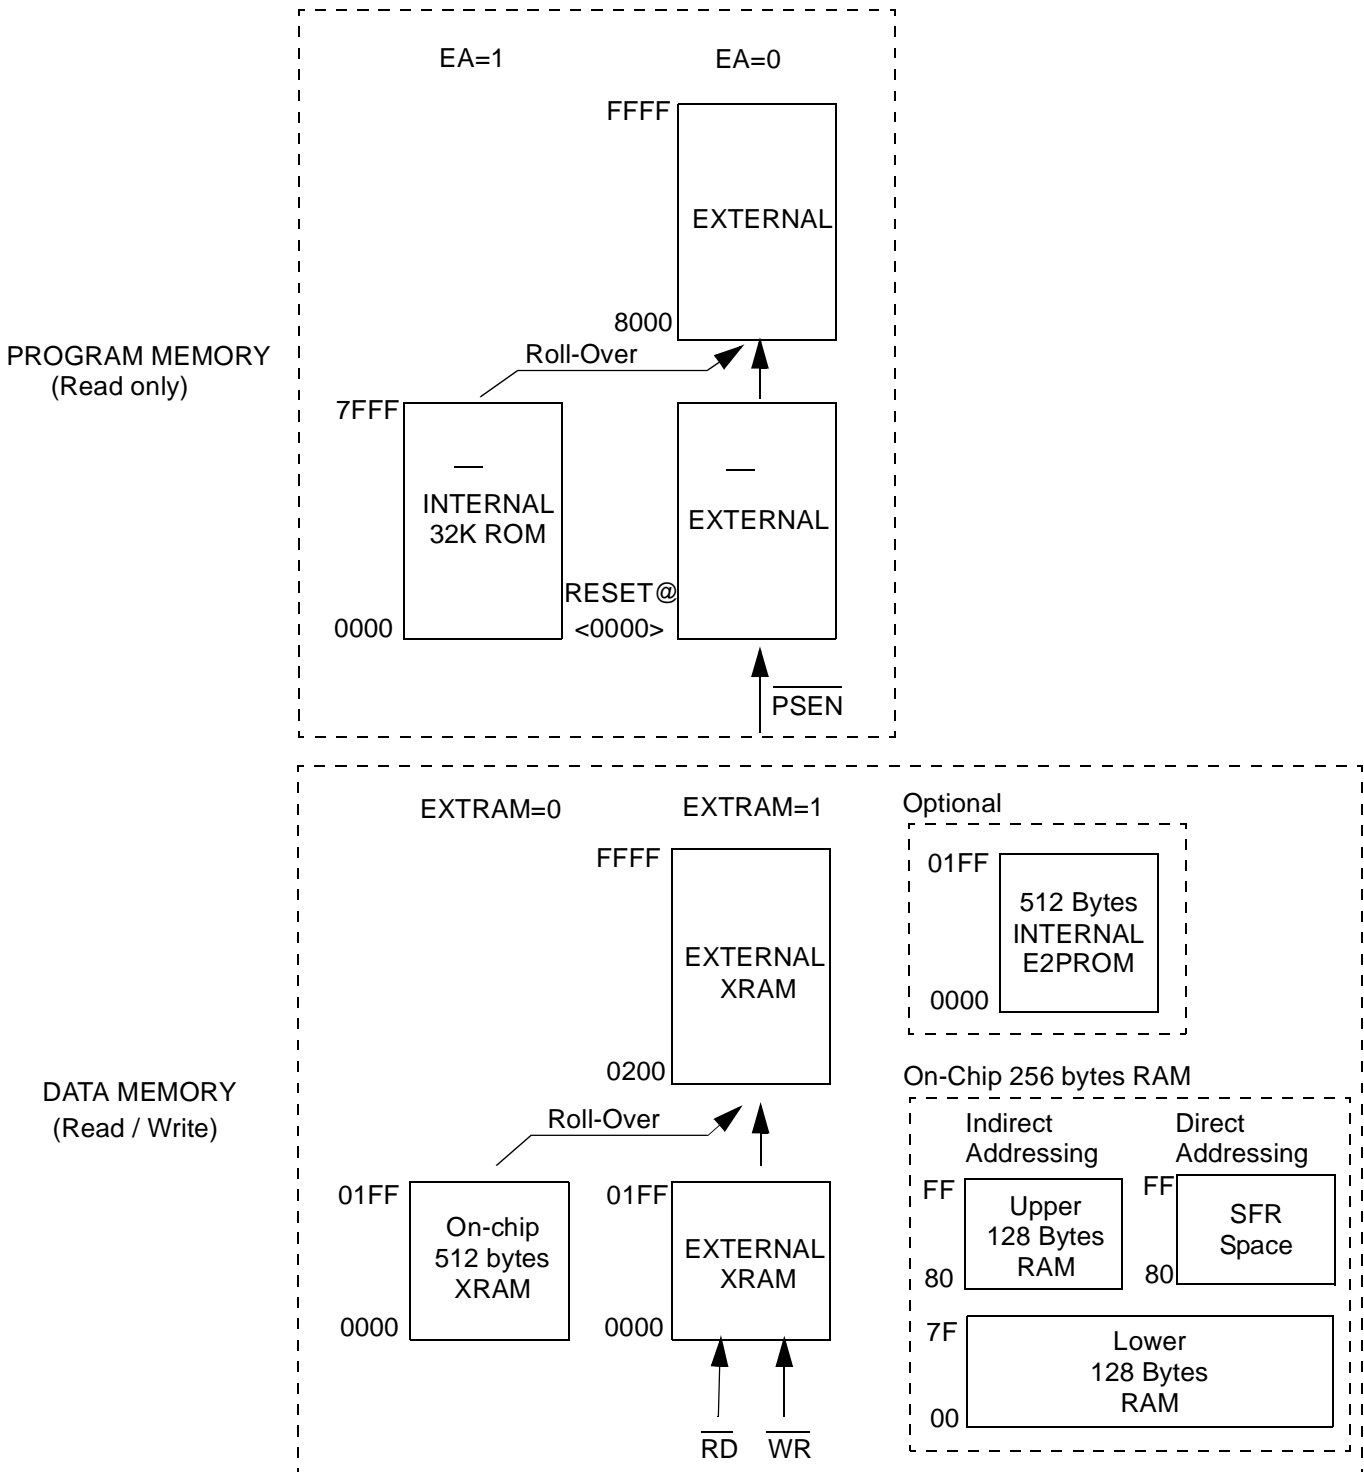 EA=1
EA=0
FFFF
EXTERNAL
8000
Roll-Over
PROGRAM MEMORY
(Read only)
7FFF
INTERNAL
32K ROM
EXTERNAL
RESET@
0000
<0000>
PSEN
EXTRAM=0
EXTRAM=1
Optional
FFFF
01FF
512 Bytes
INTERNAL
E2PROM
EXTERNAL
XRAM
0000
0200
On-Chip 256 bytes RAM
DATA MEMORY
(Read / Write)
Roll-Over
Indirect
Addressing
Direct
Addressing
01FF
On-chip
512 bytes
XRAM
0000
01FF
EXTERNAL
XRAM
0000
FF
Upper
128 Bytes
RAM
80
FF
SFR
Space
80
7F
Lower
128 Bytes
RAM
00
RD
WR